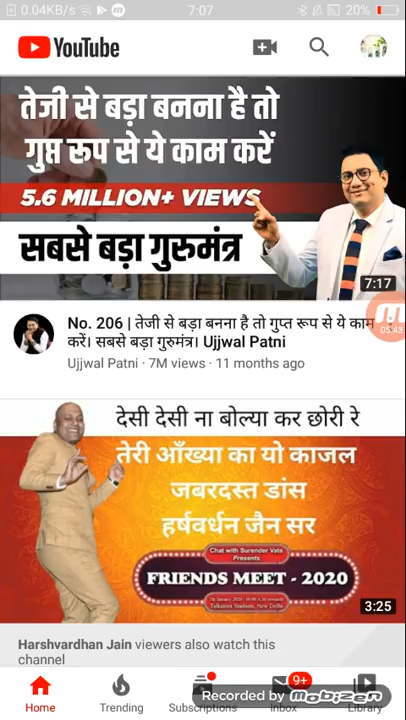 0.04KB/s
7:07
20%
YouTube
तेजी से बड़ा बनना है तो
गुप्त रूप से ये काम करें
5.6 MILLION+ VIEWS
सबसे बड़ा गुरुमंत्र
7:17
No. 206 | तेजी से बड़ा बनना है तो गुप्त रूप से ये काम
करें। सबसे बड़ा गुरुमंत्र। Ujjwal Patni
05:43
Ujjwal Patni · 7M views · 11 months ago
देसी देसी ना बोल्या कर छोरी रे
तेरी आँख्या का यो काजल
जबरदस्त डांस
हर्षवर्धन जैन सर
Chat with Surender Vats
Presents
FRIENDS MEET - 2020
Talkatora Stadium, New Delhi
3:25
Harshvardhan Jain viewers also watch this
channel
9+
Recorded by mobizen
Home
Trending
Subscriptions
Inbox
Library